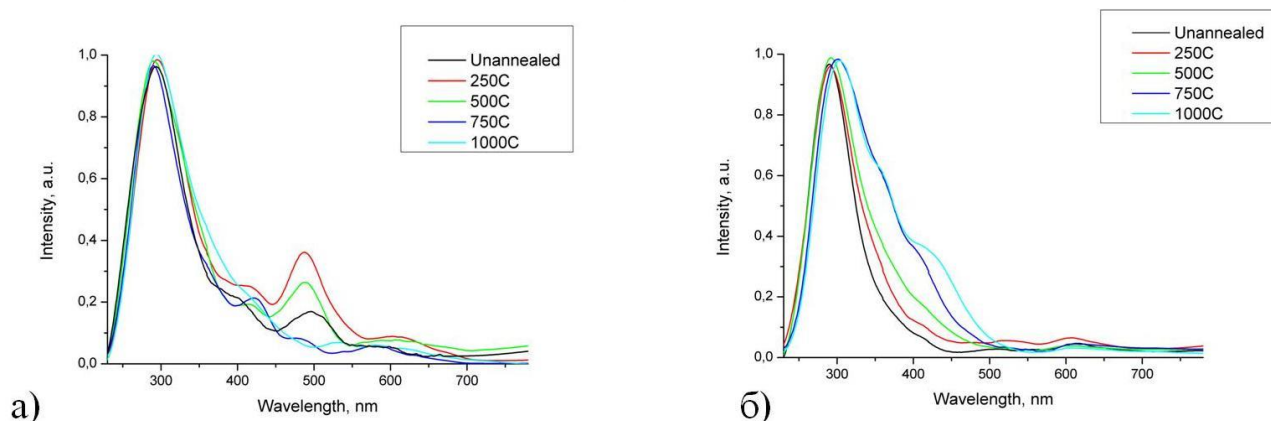 Unannealed
250C
500C
750C
1000C
1,0
0,8
0,6
0,4
0,2
0,0
Intensity, a.u.
300 400 500 600 700
Wavelength, nm
а)
Unannealed
250C
500C
750C
1000C
1,0
0,8
0,6
0,4
0,2
0,0
Intensity, a.u.
300 400 500 600 700
Wavelength, nm
б)